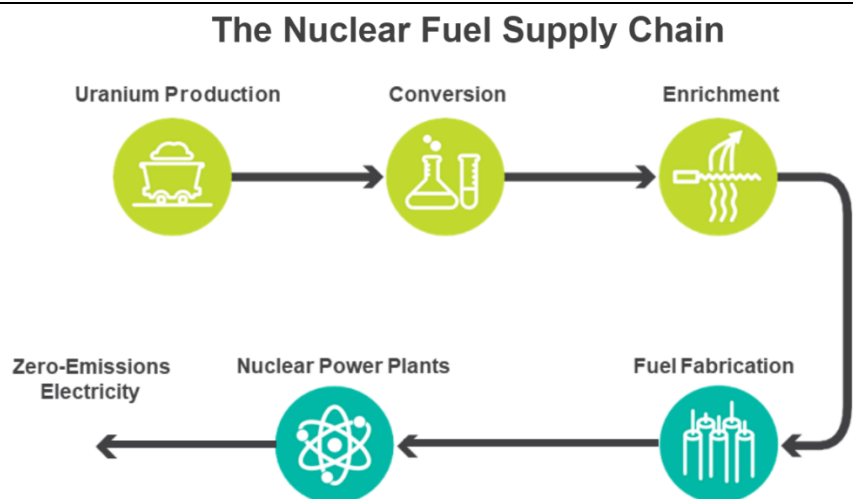 The Nuclear Fuel Supply Chain
Uranium Production
Conversion
Enrichment
Zero-Emissions
Electricity
Nuclear Power Plants
Fuel Fabrication